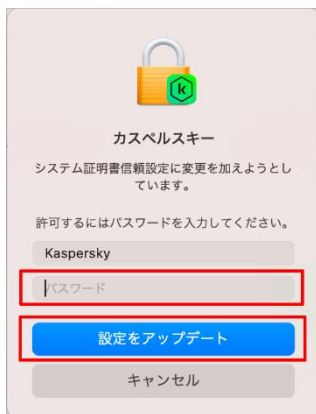 カスペルスキー
システム証明書信頼設定に変更を加えようとし
ています。
許可するにはパスワードを入力してください。
Kaspersky
パスワード
設定をアップデート
キャンセル